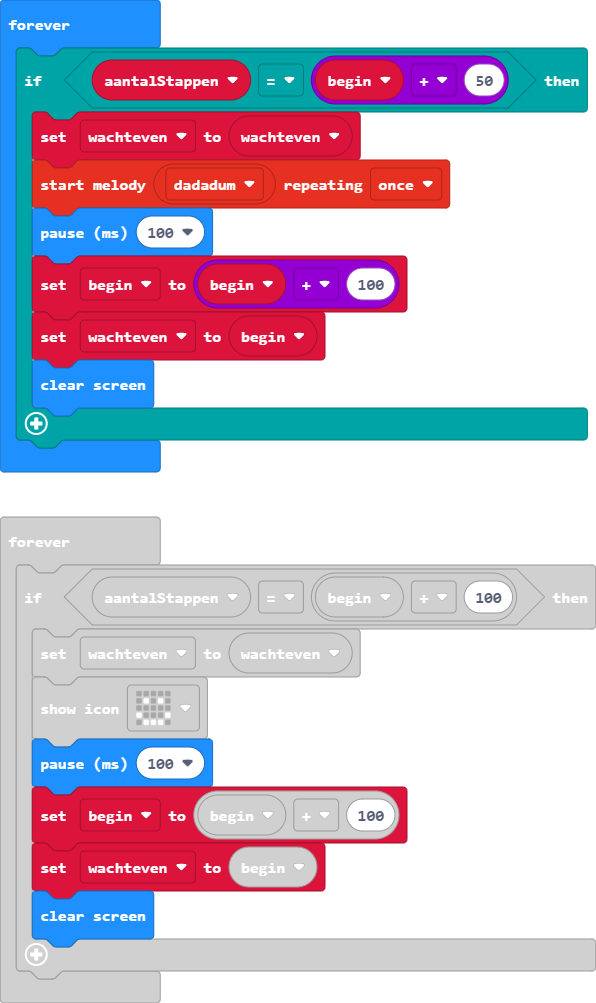 forever
if aantalStappen = begin + 50 then
set wachteven to wachteven
start melody dadadum repeating once
pause (ms) 100
set begin to begin + 100
set wachteven to begin
clear screen
forever
if aantalStappen = begin + 100 then
set wachteven to wachteven
show icon
pause (ms) 100
set begin to begin + 100
set wachteven to begin
clear screen